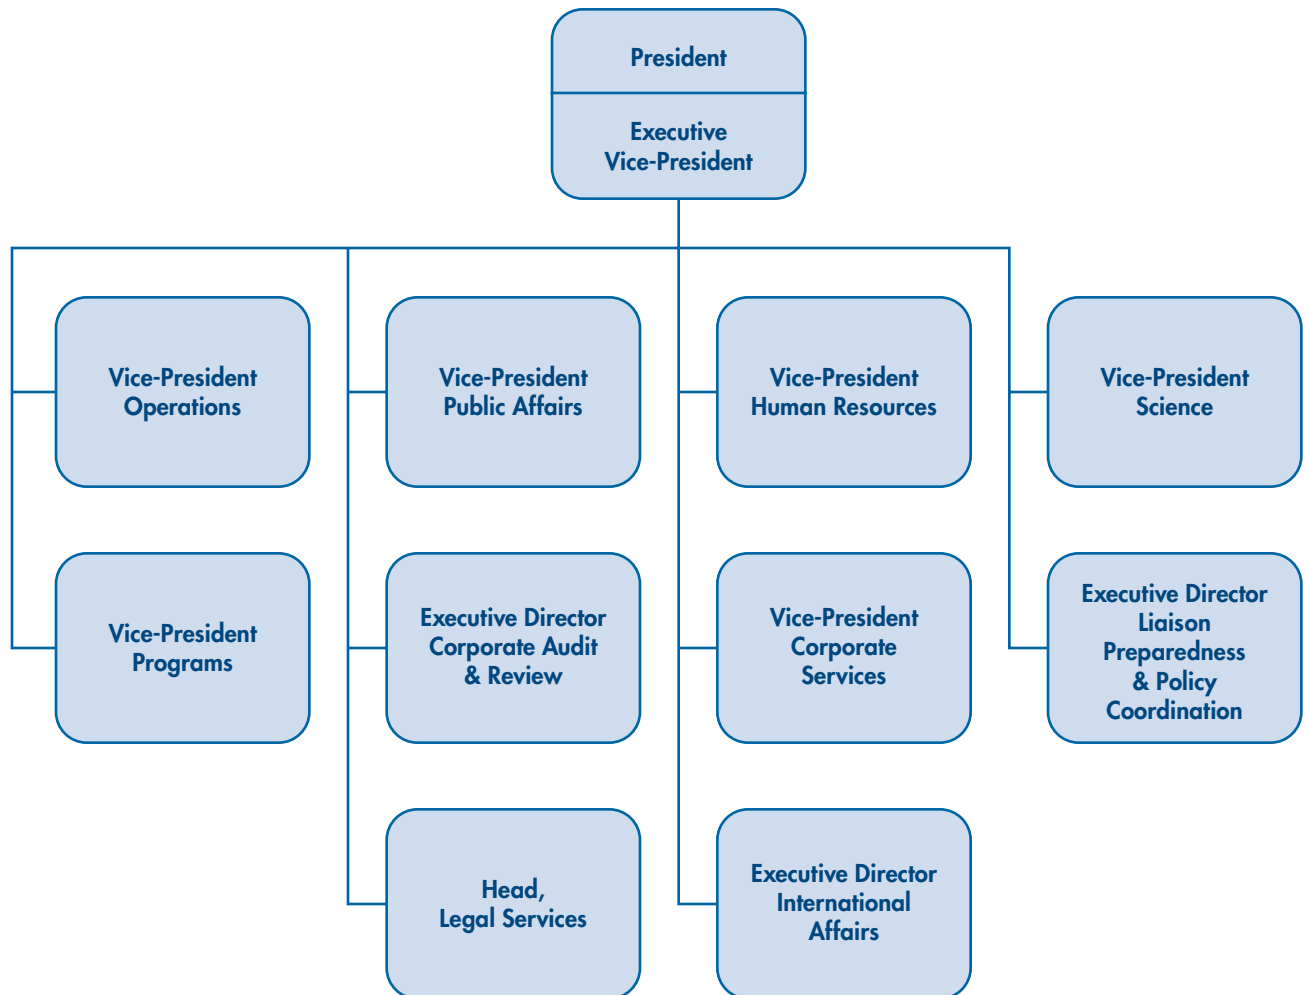 President
Executive
Vice-President
Vice-President
Operations
Vice-President
Public Affairs
Vice-President
Human Resources
Vice-President
Science
Vice-President
Programs
Executive Director
Corporate Audit
& Review
Vice-President
Corporate
Services
Executive Director
Liaison
Preparedness
& Policy
Coordination
Head,
Legal Services
Executive Director
International
Affairs